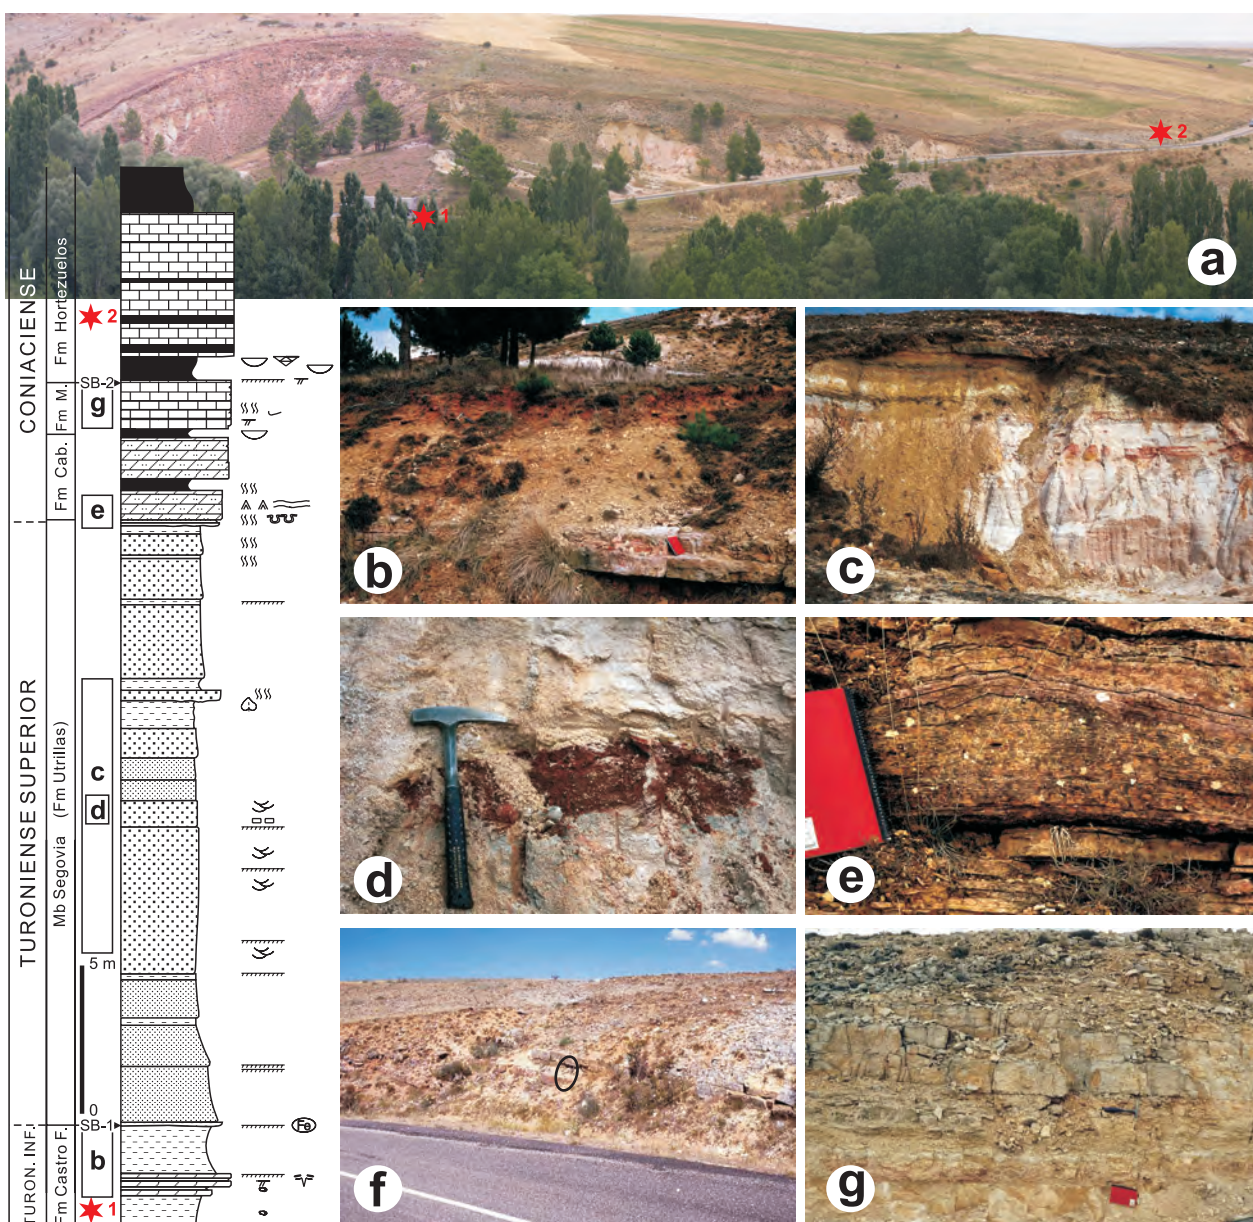 2
1
a
CONIACIENSE
Fm Hortezuelos
2
SB-2
Fm M.
g
Fm Cab.
e
TURONIENSE SUPERIOR
Mb Segovia (Fm Utrillas)
c
d
5 m
0
SB-1
Fe
TURON. INF.
Fm Castro F.
b
1
b
c
d
e
f
g